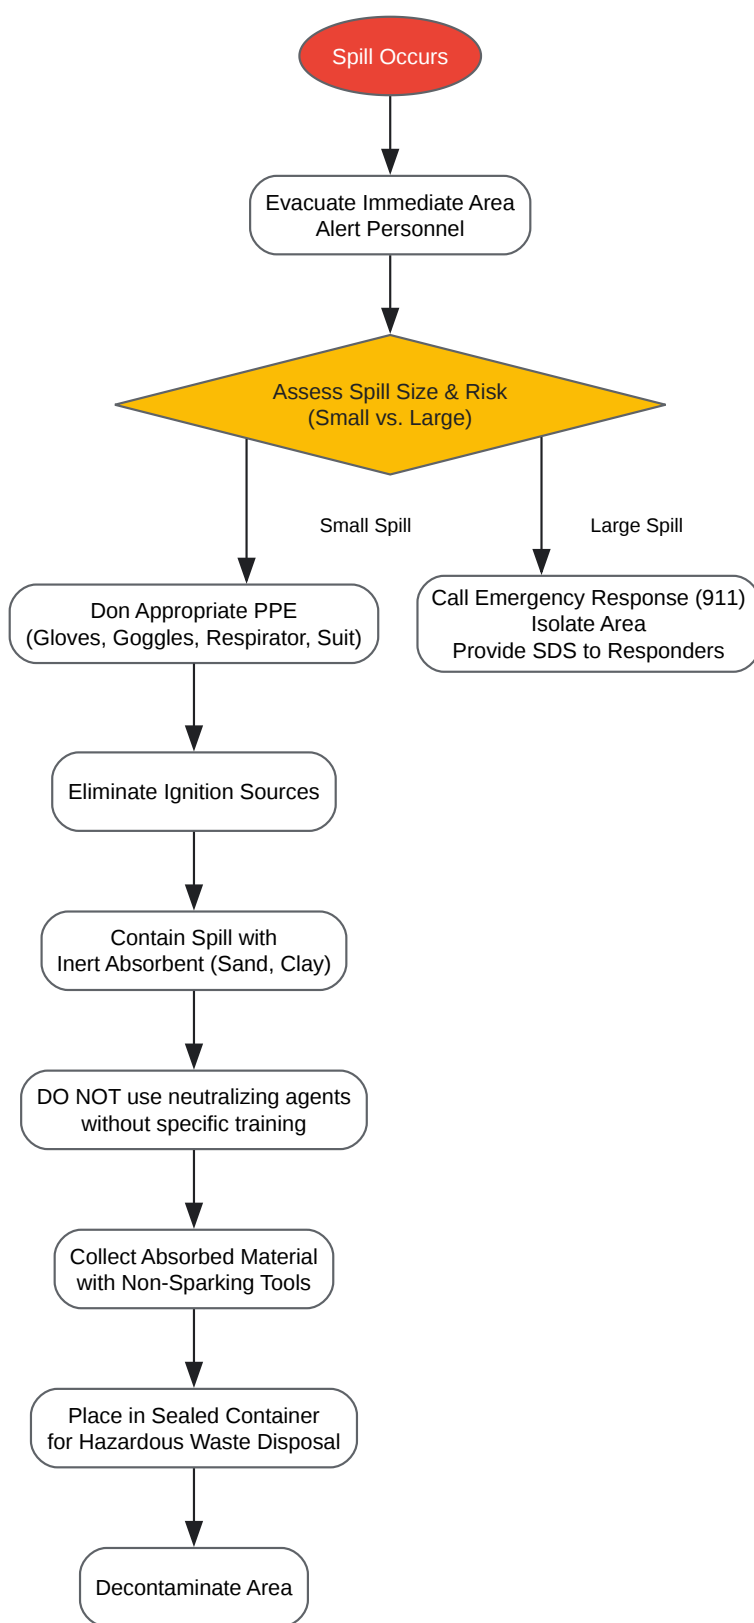 Spill Occurs
Evacuate Immediate Area
Alert Personnel
Assess Spill Size & Risk
(Small vs. Large)
Small Spill
Large Spill
Don Appropriate PPE
(Gloves, Goggles, Respirator, Suit)
Call Emergency Response (911)
Isolate Area
Provide SDS to Responders
Eliminate Ignition Sources
Contain Spill with
Inert Absorbent (Sand, Clay)
DO NOT use neutralizing agents
without specific training
Collect Absorbed Material
with Non-Sparking Tools
Place in Sealed Container
for Hazardous Waste Disposal
Decontaminate Area